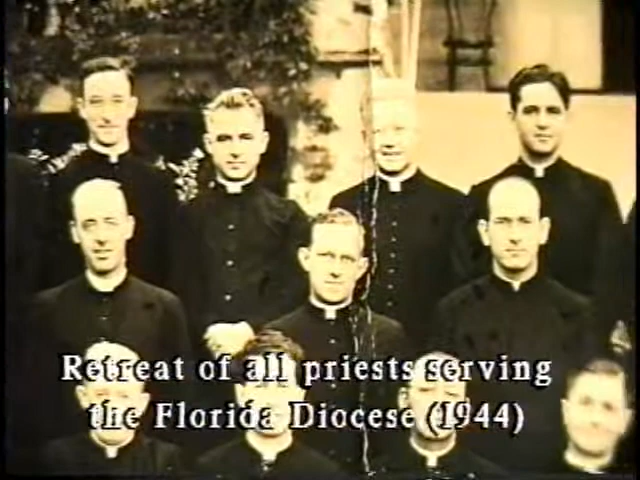 Retreat of all priests serving
the Florida Diocese (1944)